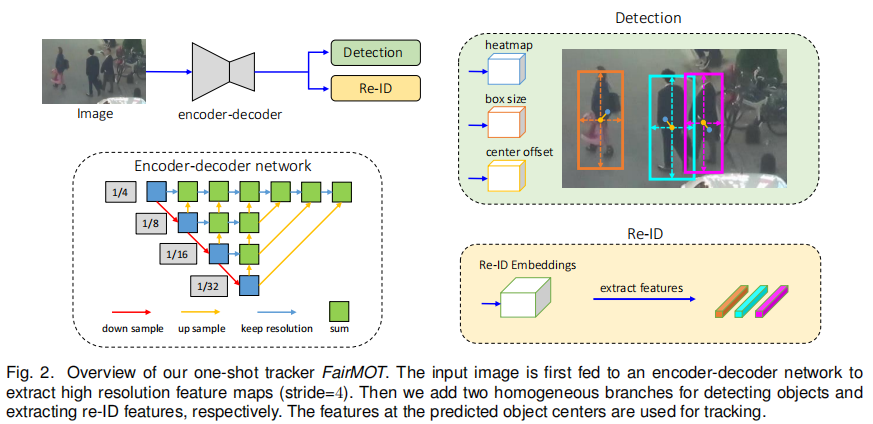 Image
encoder-decoder
Detection
Re-ID
Encoder-decoder network
1/4
1/8
1/16
1/32
down sample
up sample
keep resolution
sum
Detection
heatmap
box size
center offset
Re-ID
Re-ID Embeddings
extract features
Fig. 2. Overview of our one-shot tracker FairMOT. The input image is first fed to an encoder-decoder network to
extract high resolution feature maps (stride=4). Then we add two homogeneous branches for detecting objects and
extracting re-ID features, respectively. The features at the predicted object centers are used for tracking.